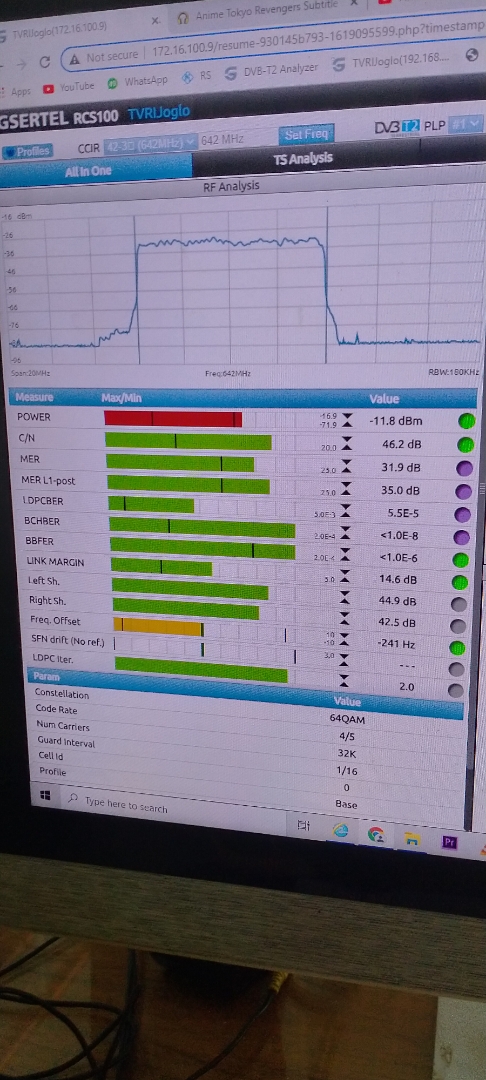 TVRIJoglo(172.16.100.9) × Anime Tokyo Revengers Subtitle ×
Not secure | 172.16.100.9/resume-930145b793-1619095599.php?timestamp
Apps YouTube WhatsApp RS DVB-T2 Analyzer TVRIJoglo(192.168....
GSERTEL RCS100 TVRIJoglo
Profiles CCIR 42-30 (642MHz) 642 MHz Set Freq DVB T2 PLP #1
All In One TS Analysis
RF Analysis
-16 dBm
-26
-36
-46
-56
-66
-76
-86
-96
Span:20MHz Freq:642MHz RBW:180KHz
Measure Max/Min Value
POWER -16.9 -71.9 -11.8 dBm
C/N 20.0 46.2 dB
MER 23.0 31.9 dB
MER L1-post 23.0 35.0 dB
LDPCBER 5.0E-3 5.5E-5
BCHBER 2.0E-4 <1.0E-8
BBFER 2.0E-4 <1.0E-6
LINK MARGIN 3.0 14.6 dB
Left Sh. 44.9 dB
Right Sh. 42.5 dB
Freq. Offset 10 -10 -241 Hz
SFN drift (No ref.) 3.0 ---
LDPC Iter. 2.0
Param Value
Constellation 64QAM
Code Rate 4/5
Num Carriers 32K
Guard Interval 1/16
Cell Id 0
Profile Base
Type here to search
Pr